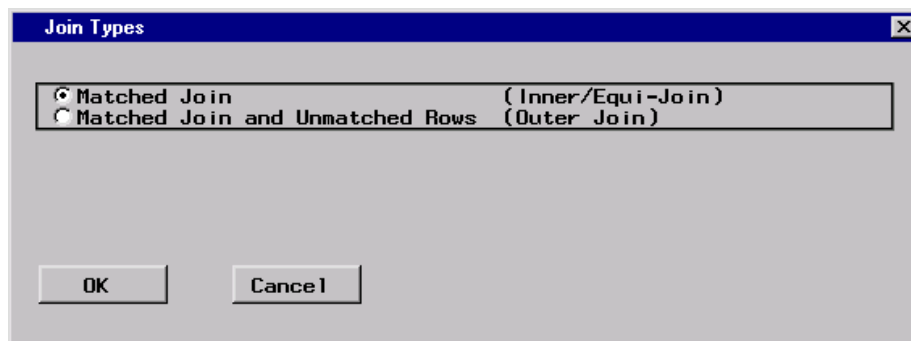 Join Types
Matched Join (Inner/Equi-Join)
Matched Join and Unmatched Rows (Outer Join)
OK Cancel